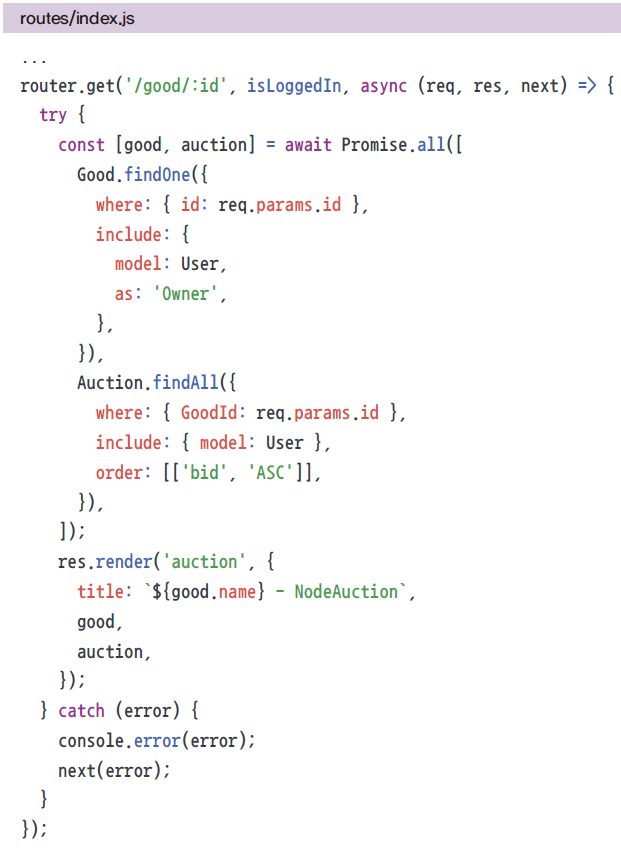 routes/index.js
...
router.get('/good/:id', isLoggedIn, async (req, res, next) => {
  try {
    const [good, auction] = await Promise.all([
      Good.findOne({
        where: { id: req.params.id },
        include: {
          model: User,
          as: 'Owner',
        },
      }),
      Auction.findAll({
        where: { GoodId: req.params.id },
        include: { model: User },
        order: [['bid', 'ASC']],
      }),
    ]);
    res.render('auction', {
      title: `${good.name} - NodeAuction`,
      good,
      auction,
    });
  } catch (error) {
    console.error(error);
    next(error);
  }
});